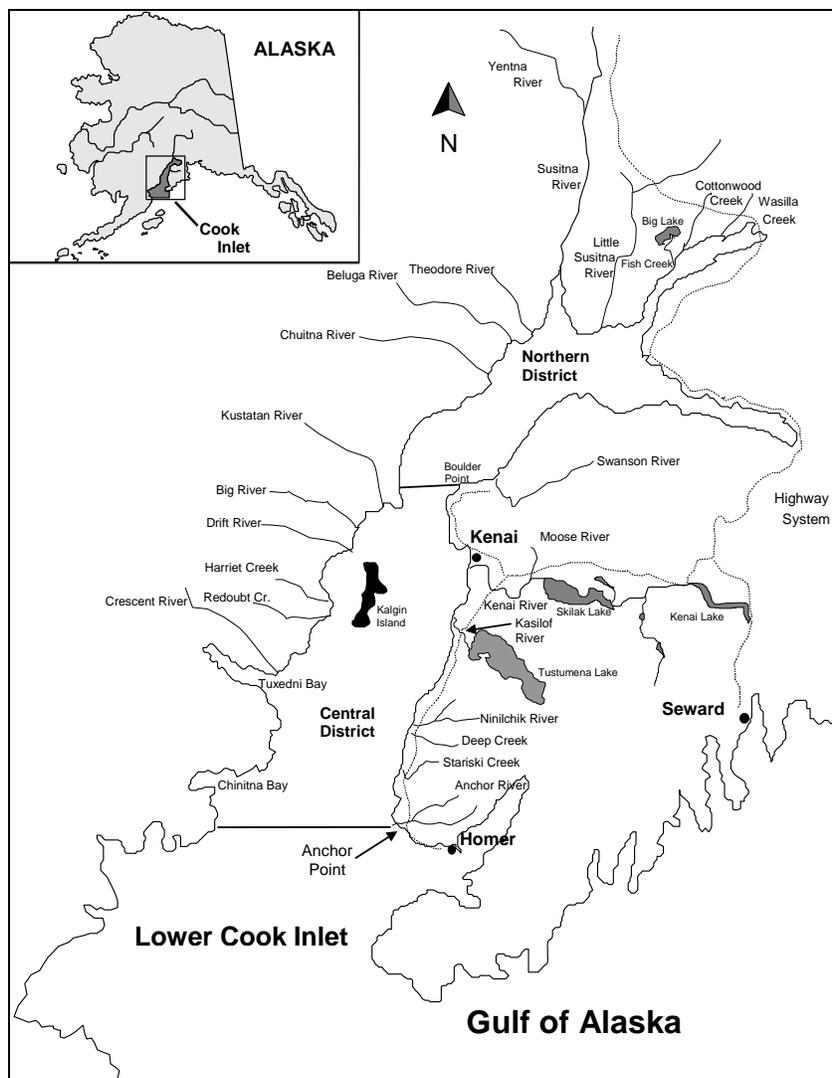 ALASKA
Cook
Inlet
N
Yentna
River
Susitna
River
Little
Susitna
River
Big Lake
Fish Creek
Cottonwood
Creek
Wasilla
Creek
Beluga River
Theodore River
Chuitna River
Northern
District
Kustatan River
Boulder
Point
Swanson River
Big River
Drift River
Highway
System
Kenai
Moose River
Harriet Creek
Redoubt Cr.
Crescent River
Kalgin
Island
Kenai River
Skilak Lake
Kenai Lake
Kasilof
River
Tustumena Lake
Tuxedni Bay
Central
District
Seward
Ninilchik River
Deep Creek
Stariski Creek
Chinitna Bay
Anchor River
Anchor
Point
Homer
Lower Cook Inlet
Gulf of Alaska